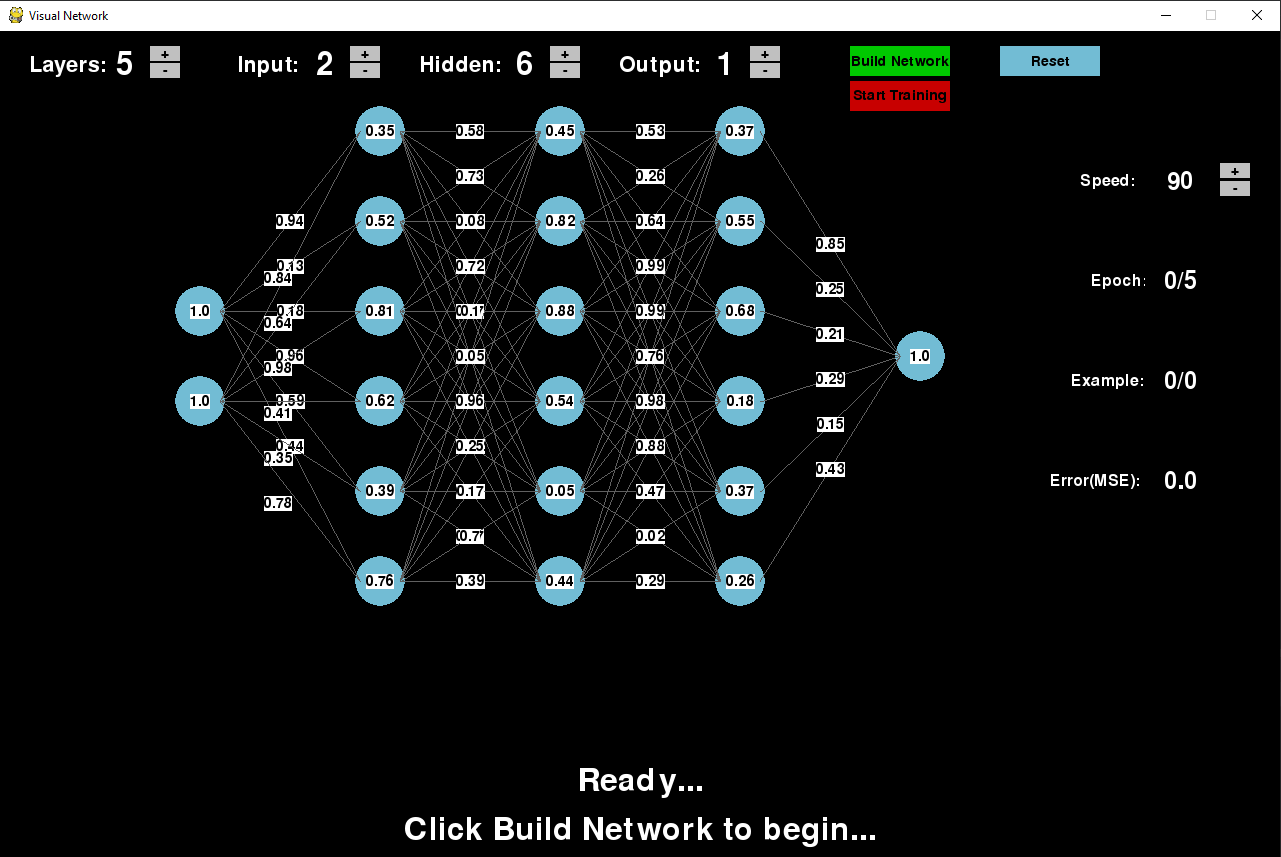 Visual Network
Layers: 5 + - Input: 2 + - Hidden: 6 + - Output: 1 + - Build Network Reset
Start Training
0.35 0.58 0.45 0.53 0.37
0.73 0.26
Speed: 90 + -
0.94 0.52 0.08 0.82 0.64 0.55
0.85
0.13 0.72 0.99
0.84
Epoch: 0/5
0.25
1.0 0.18 0.81 0.88 0.99 0.68
0.64
0.21
0.96 0.05 0.76 1.0
0.98
0.29
Example: 0/0
1.0 0.59 0.62 0.96 0.54 0.98 0.18
0.41
0.15
0.44 0.25 0.88
0.35
0.43
Error(MSE): 0.0
0.39 0.17 0.05 0.47 0.37
0.78
0.02
0.76 0.39 0.44 0.29 0.26
Ready...
Click Build Network to begin...